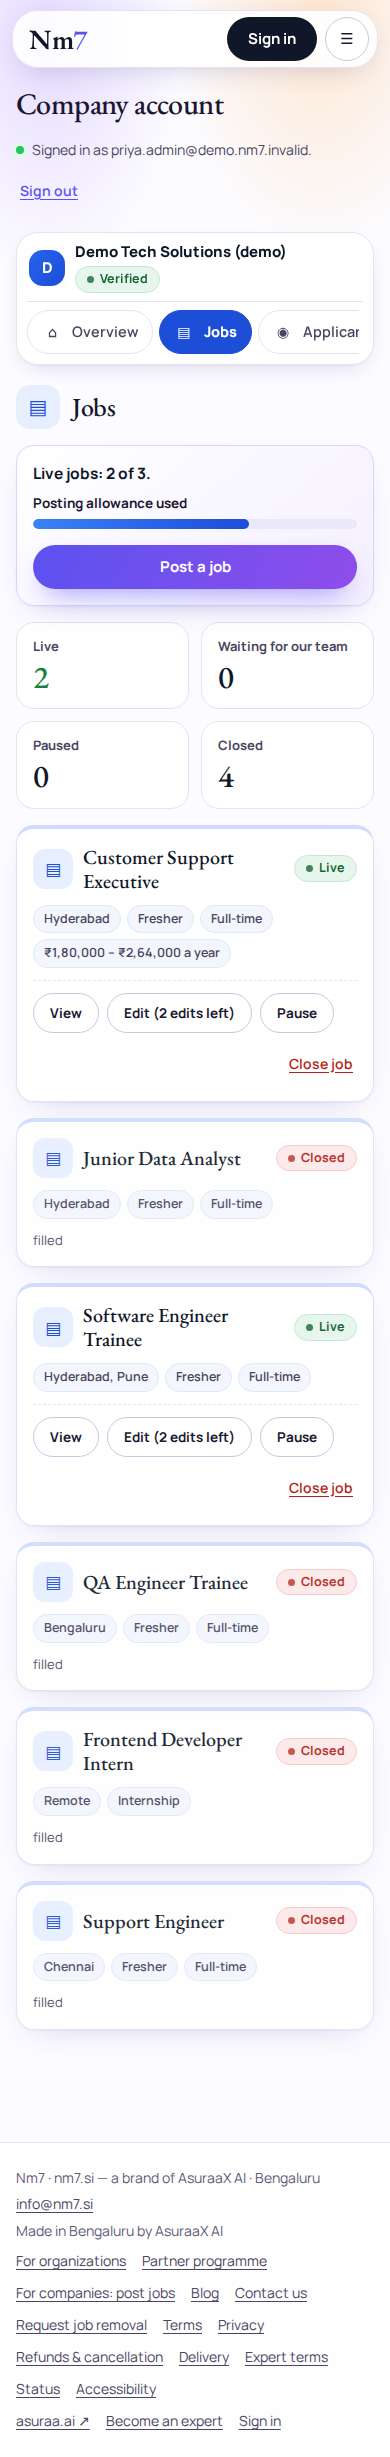 Nm7
Sign in
Company account
Signed in as priya.admin@demo.nm7.invalid.
Sign out
D
Demo Tech Solutions (demo)
Verified
Overview
Jobs
Applicar
Jobs
Live jobs: 2 of 3.
Posting allowance used
Post a job
Live
2
Waiting for our team
0
Paused
0
Closed
4
Customer Support
Executive
Live
Hyderabad Fresher Full-time
₹1,80,000 – ₹2,64,000 a year
View Edit (2 edits left) Pause
Close job
Junior Data Analyst
Closed
Hyderabad Fresher Full-time
filled
Software Engineer
Trainee
Live
Hyderabad, Pune Fresher Full-time
View Edit (2 edits left) Pause
Close job
QA Engineer Trainee
Closed
Bengaluru Fresher Full-time
filled
Frontend Developer
Intern
Closed
Remote Internship
filled
Support Engineer
Closed
Chennai Fresher Full-time
filled
Nm7 · nm7.si — a brand of AsuraaX AI · Bengaluru
info@nm7.si
Made in Bengaluru by AsuraaX AI
For organizations Partner programme
For companies: post jobs Blog Contact us
Request job removal Terms Privacy
Refunds & cancellation Delivery Expert terms
Status Accessibility
asuraa.ai ↗ Become an expert Sign in